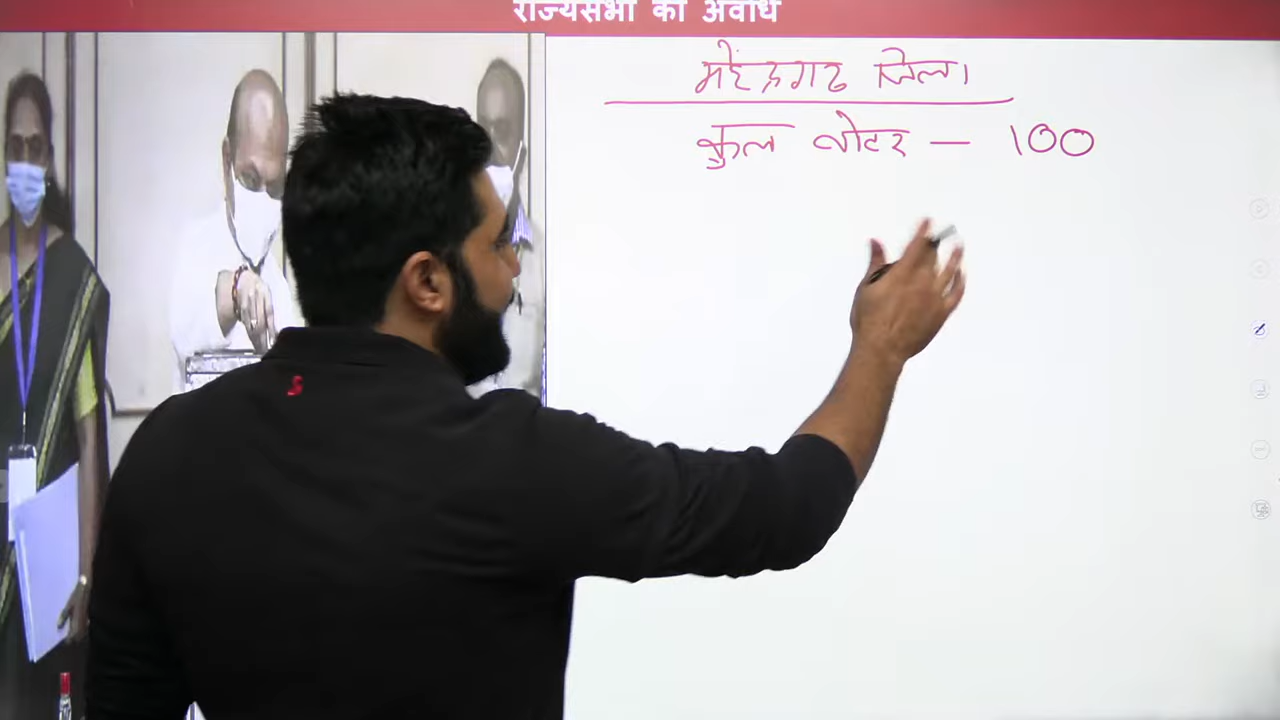 राज्यसभा की अवधि
महेन्द्रगढ जिला
कुल वोटर — 100
S